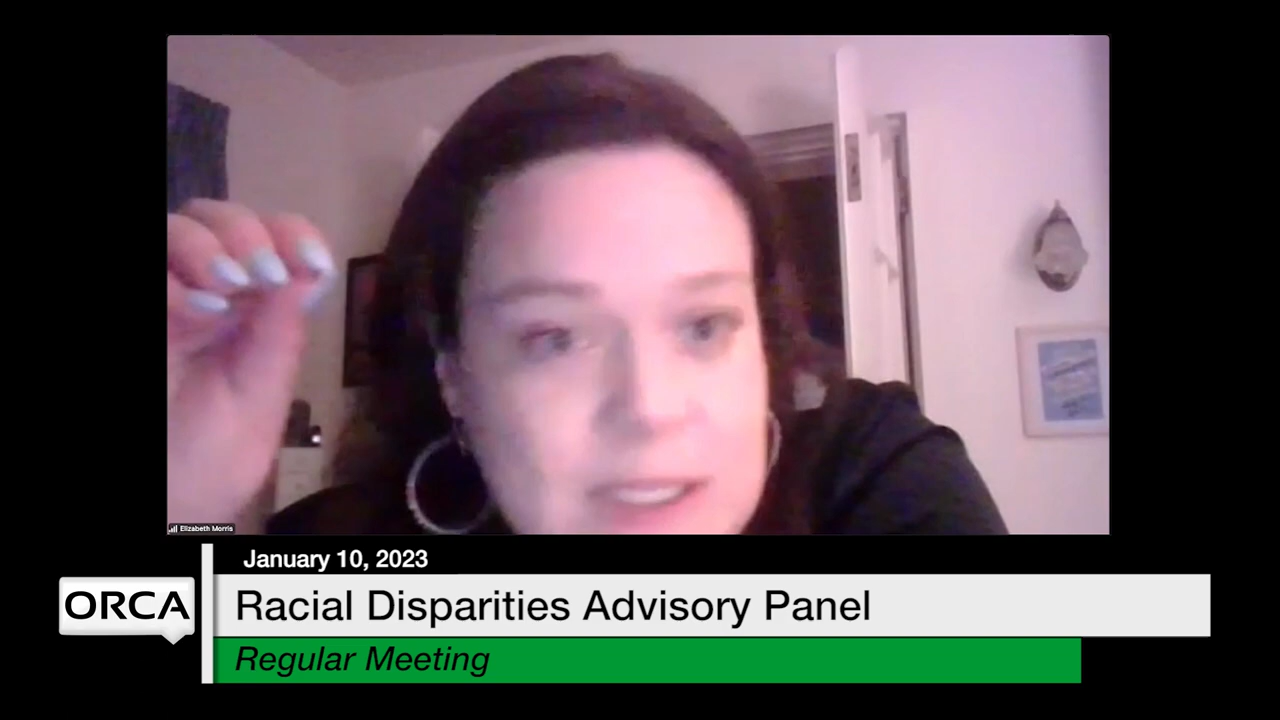 Elizabeth Morris
January 10, 2023
ORCA
Racial Disparities Advisory Panel
Regular Meeting